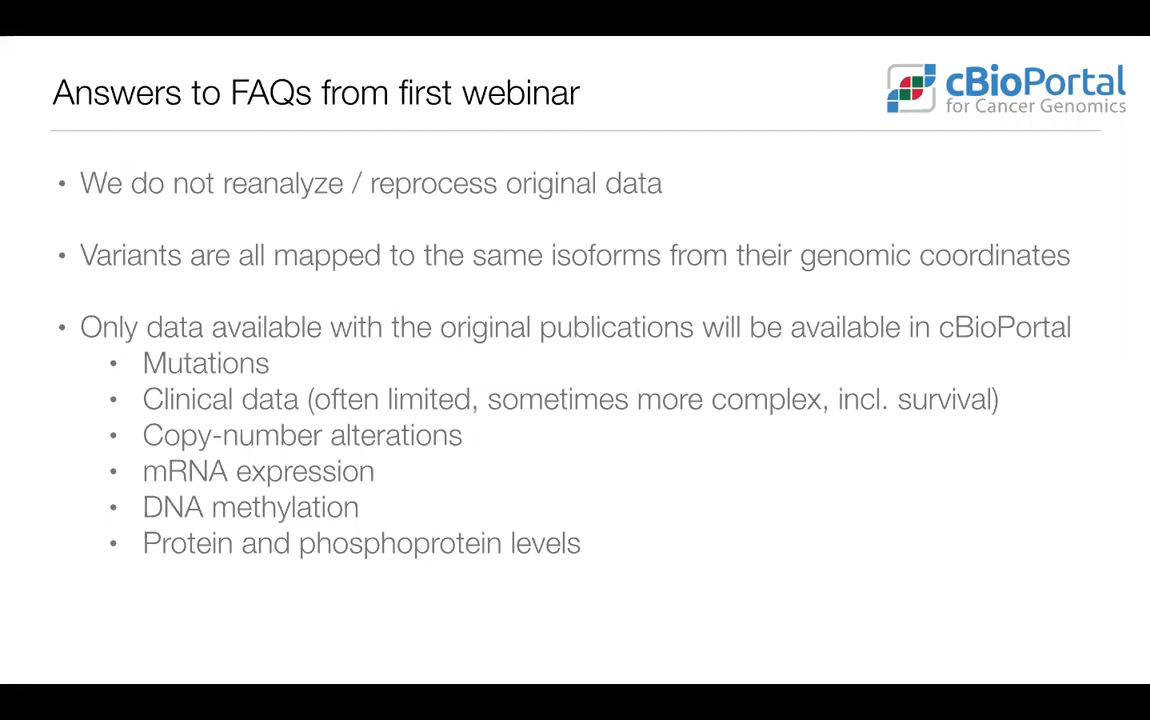 Answers to FAQs from first webinar
cBioPortal
for Cancer Genomics
• We do not reanalyze / reprocess original data
• Variants are all mapped to the same isoforms from their genomic coordinates
• Only data available with the original publications will be available in cBioPortal
• Mutations
• Clinical data (often limited, sometimes more complex, incl. survival)
• Copy-number alterations
• mRNA expression
• DNA methylation
• Protein and phosphoprotein levels